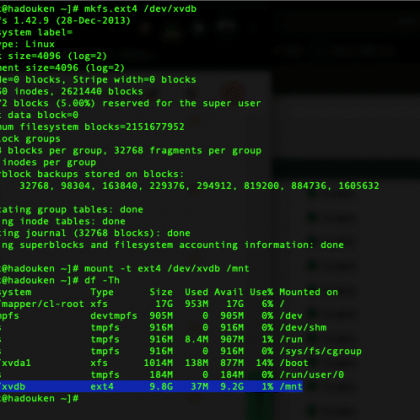 @hadouken ~]# mkfs.ext4 /dev/xvdb
fs 1.42.9 (28-Dec-2013)
system label=
ype: Linux
size=4096 (log=2)
ment size=4096 (log=2)
de=0 blocks, Stripe width=0 blocks
60 inodes, 2621440 blocks
72 blocks (5.00%) reserved for the super user
data block=0
mum filesystem blocks=2151677952
lock groups
8 blocks per group, 32768 fragments per group
inodes per group
rblock backups stored on blocks:
32768, 98304, 163840, 229376, 294912, 819200, 884736, 1605632
ating group tables: done
ng inode tables: done
ting journal (32768 blocks): done
ng superblocks and filesystem accounting information: done
@hadouken ~]# mount -t ext4 /dev/xvdb /mnt
@hadouken ~]# df -Th
system Type Size Used Avail Use% Mounted on
/mapper/cl-root xfs 17G 953M 17G 6% /
mpfs devtmpfs 905M 0 905M 0% /dev
s tmpfs 916M 0 916M 0% /dev/shm
s tmpfs 916M 8.4M 907M 1% /run
s tmpfs 916M 0 916M 0% /sys/fs/cgroup
xvda1 xfs 1014M 138M 877M 14% /boot
s tmpfs 184M 0 184M 0% /run/user/0
xvdb ext4 9.8G 37M 9.2G 1% /mnt
@hadouken ~]#